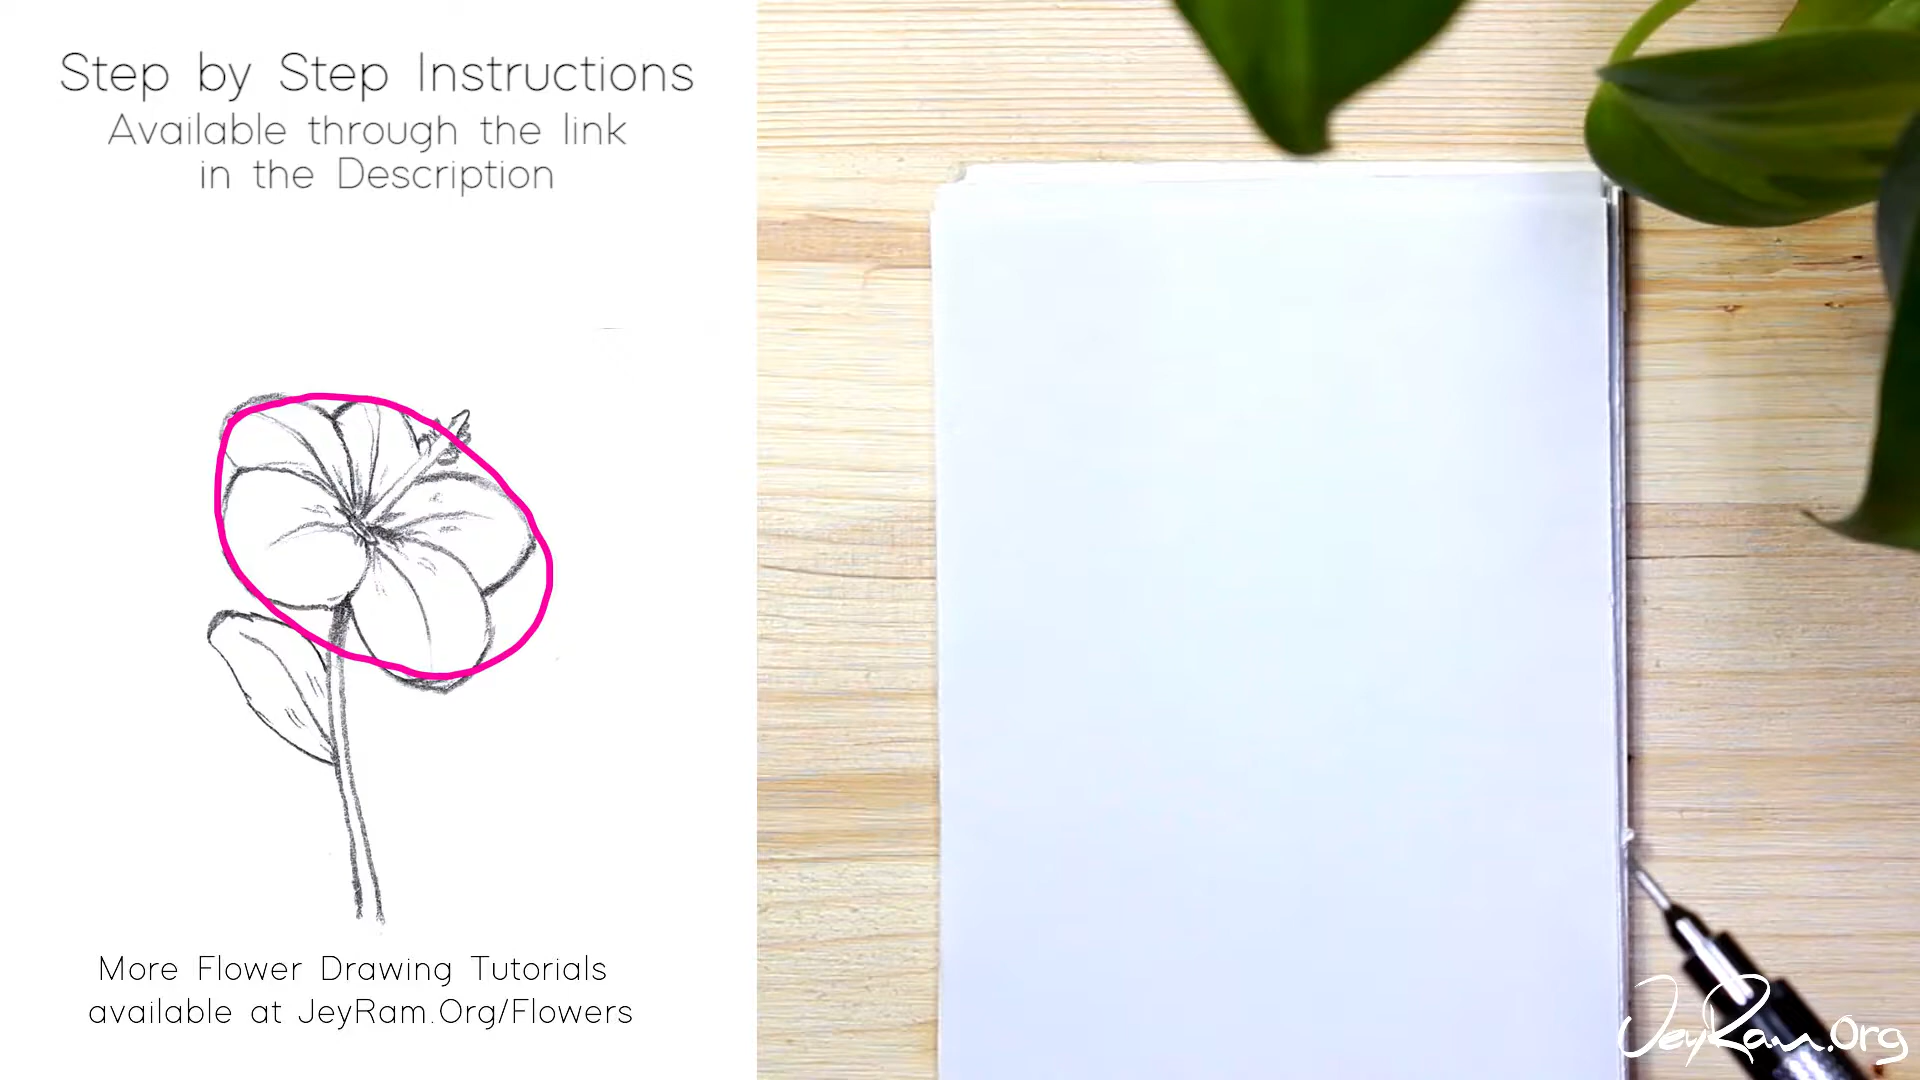 Step by Step Instructions
Available through the link
in the Description
More Flower Drawing Tutorials
available at JeyRam.Org/Flowers
JeyRam.Org